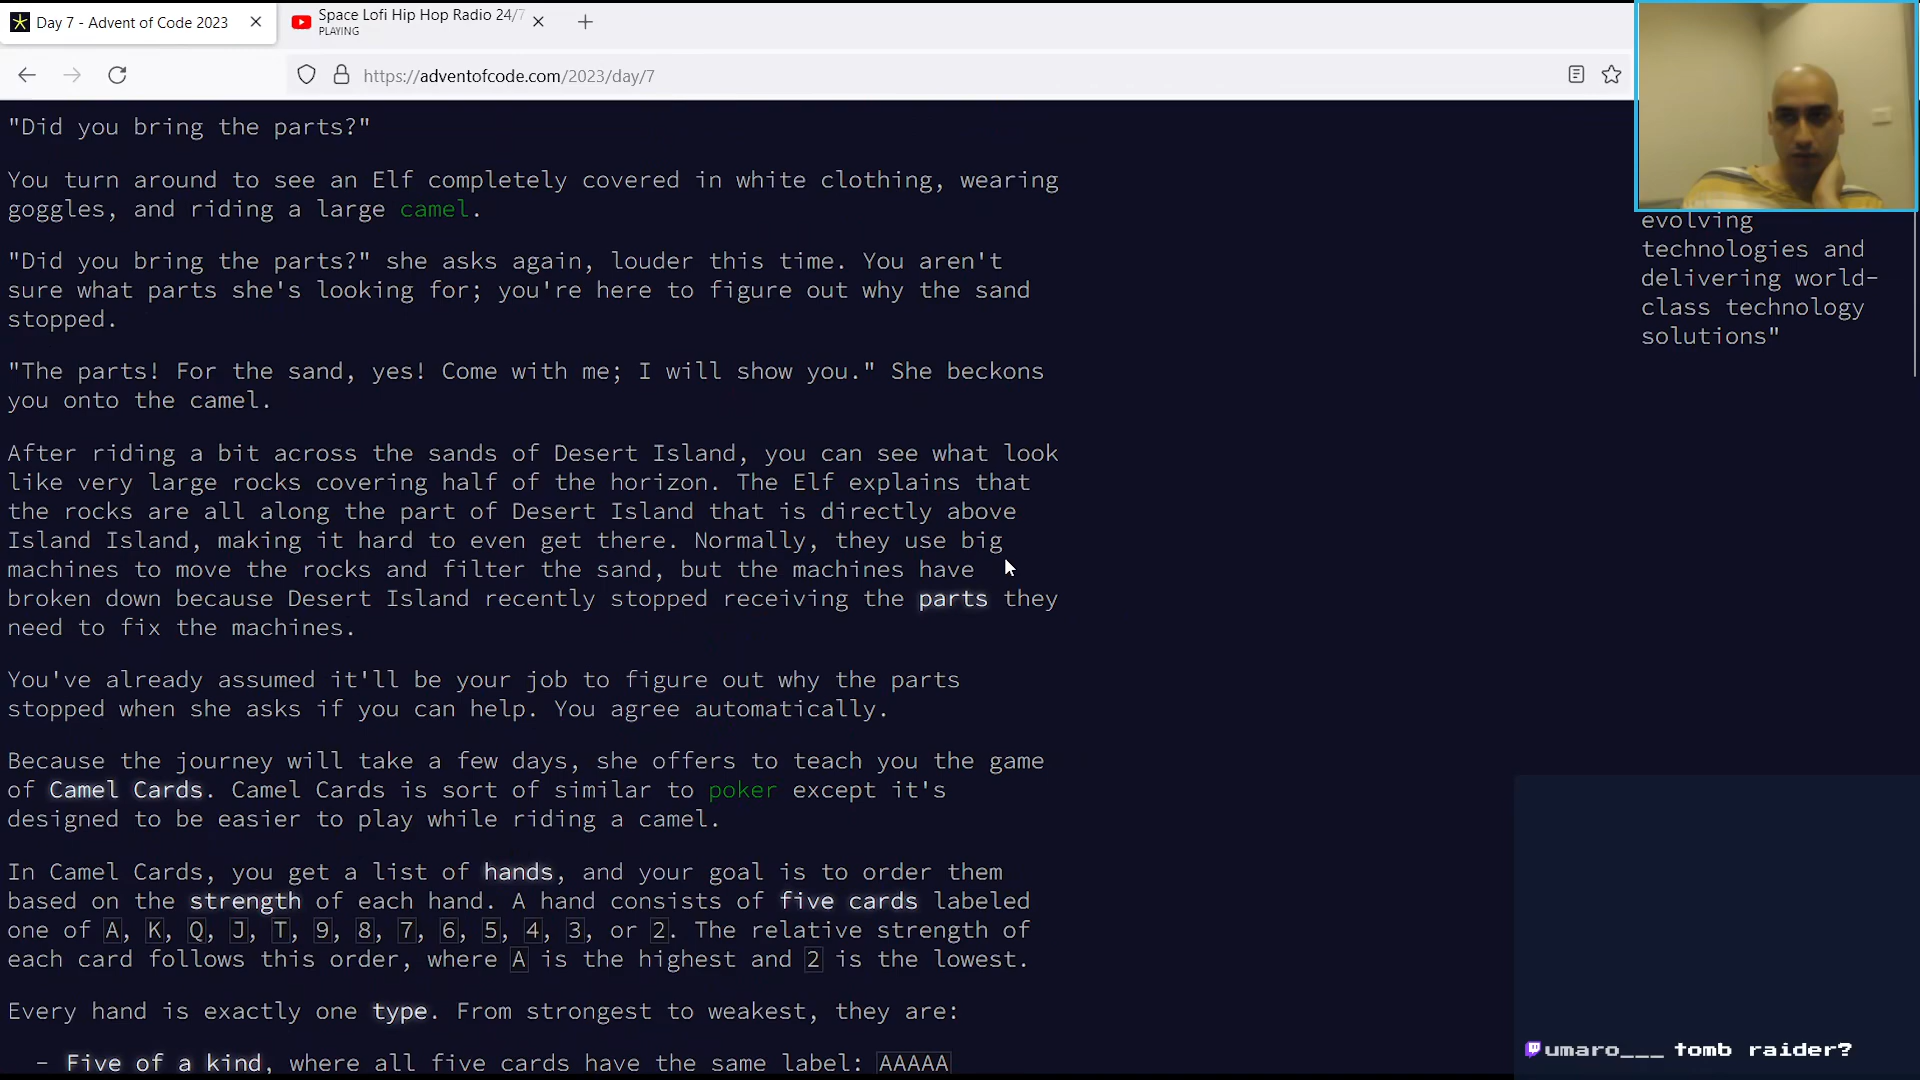 Day 7 - Advent of Code 2023
Space Lofi Hip Hop Radio 24/7
PLAYING
https://adventofcode.com/2023/day/7
"Did you bring the parts?"
You turn around to see an Elf completely covered in white clothing, wearing
goggles, and riding a large camel.
"Did you bring the parts?" she asks again, louder this time. You aren't
sure what parts she's looking for; you're here to figure out why the sand
stopped.
"The parts! For the sand, yes! Come with me; I will show you." She beckons
you onto the camel.
After riding a bit across the sands of Desert Island, you can see what look
like very large rocks covering half of the horizon. The Elf explains that
the rocks are all along the part of Desert Island that is directly above
Island Island, making it hard to even get there. Normally, they use big
machines to move the rocks and filter the sand, but the machines have
broken down because Desert Island recently stopped receiving the parts they
need to fix the machines.
You've already assumed it'll be your job to figure out why the parts
stopped when she asks if you can help. You agree automatically.
Because the journey will take a few days, she offers to teach you the game
of Camel Cards. Camel Cards is sort of similar to poker except it's
designed to be easier to play while riding a camel.
In Camel Cards, you get a list of hands, and your goal is to order them
based on the strength of each hand. A hand consists of five cards labeled
one of A, K, Q, J, T, 9, 8, 7, 6, 5, 4, 3, or 2. The relative strength of
each card follows this order, where A is the highest and 2 is the lowest.
Every hand is exactly one type. From strongest to weakest, they are:
- Five of a kind, where all five cards have the same label: AAAAA
evolving
technologies and
delivering world-
class technology
solutions"
umaro___ tomb raider?